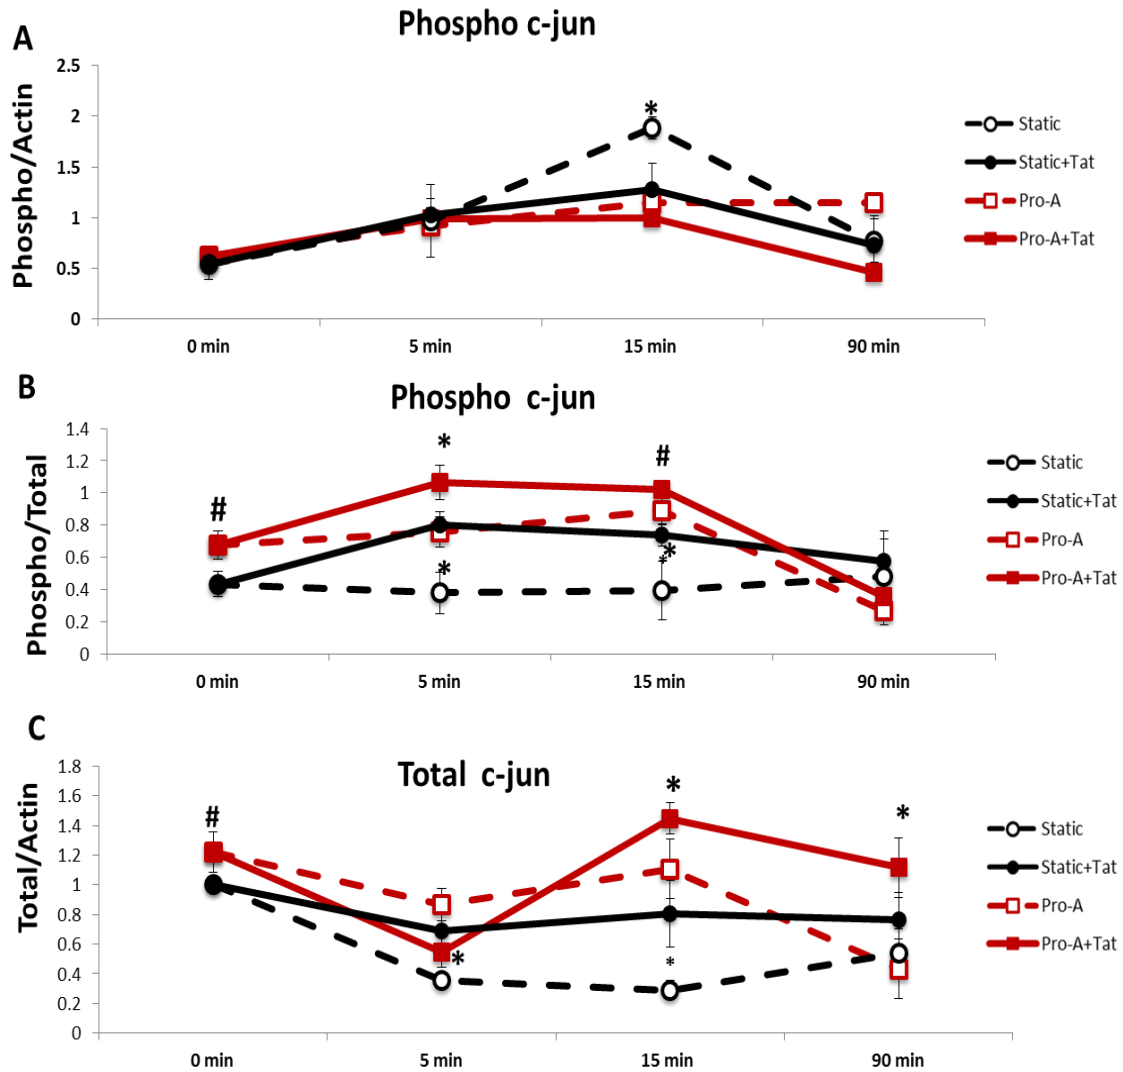 A
Phospho c-jun
Phospho/Actin
2.5
2
1.5
1
0.5
0
*
0 min
5 min
15 min
90 min
Static
Static+Tat
Pro-A
Pro-A+Tat
B
Phospho c-jun
Phospho/Total
1.4
1.2
1
0.8
0.6
0.4
0.2
0
#
*
*
#
*
*
0 min
5 min
15 min
90 min
Static
Static+Tat
Pro-A
Pro-A+Tat
C
Total c-jun
Total/Actin
1.8
1.6
1.4
1.2
1
0.8
0.6
0.4
0.2
0
#
*
*
*
*
0 min
5 min
15 min
90 min
Static
Static+Tat
Pro-A
Pro-A+Tat